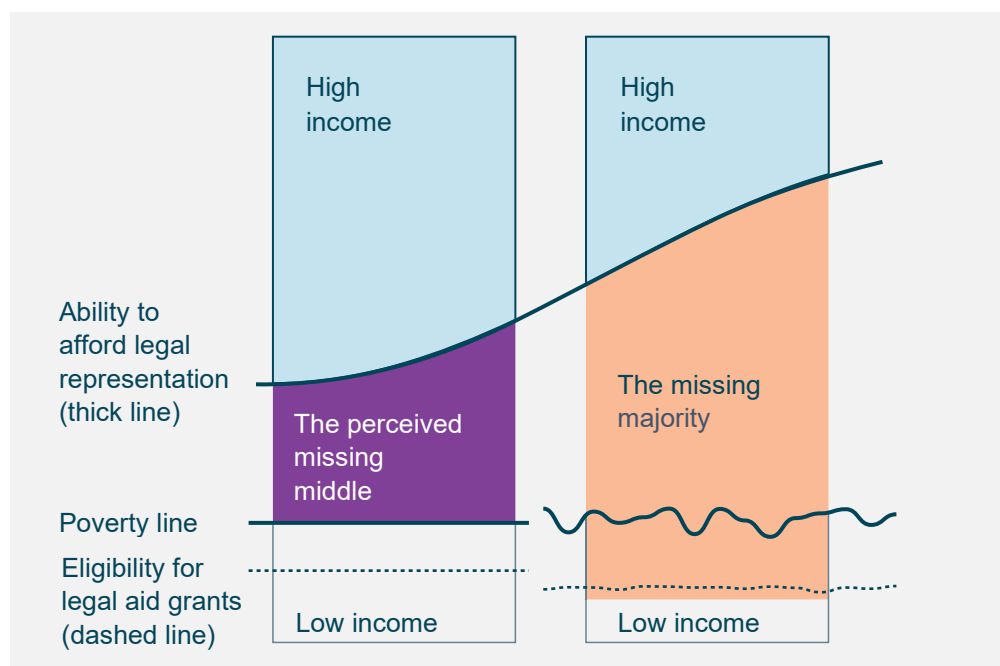 High
income
High
income
Ability to
afford legal
representation
(thick line)
The perceived
missing
middle
The missing
majority
Poverty line
Eligibility for
legal aid grants
(dashed line)
Low income
Low income